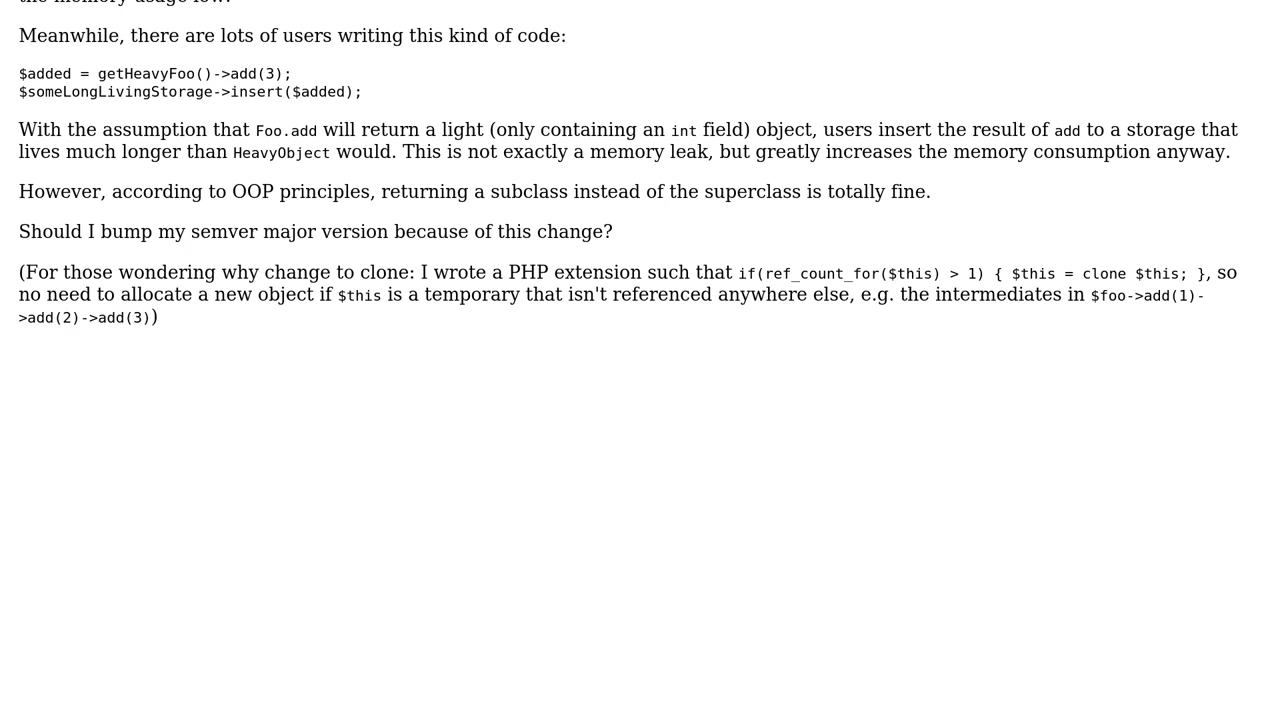 the memory usage low.
Meanwhile, there are lots of users writing this kind of code:
$added = getHeavyFoo()->add(3);
$someLongLivingStorage->insert($added);
With the assumption that Foo.add will return a light (only containing an int field) object, users insert the result of add to a storage that
lives much longer than HeavyObject would. This is not exactly a memory leak, but greatly increases the memory consumption anyway.
However, according to OOP principles, returning a subclass instead of the superclass is totally fine.
Should I bump my semver major version because of this change?
(For those wondering why change to clone: I wrote a PHP extension such that if(ref_count_for($this) > 1) { $this = clone $this; }, so
no need to allocate a new object if $this is a temporary that isn't referenced anywhere else, e.g. the intermediates in $foo->add(1)-
>add(2)->add(3))